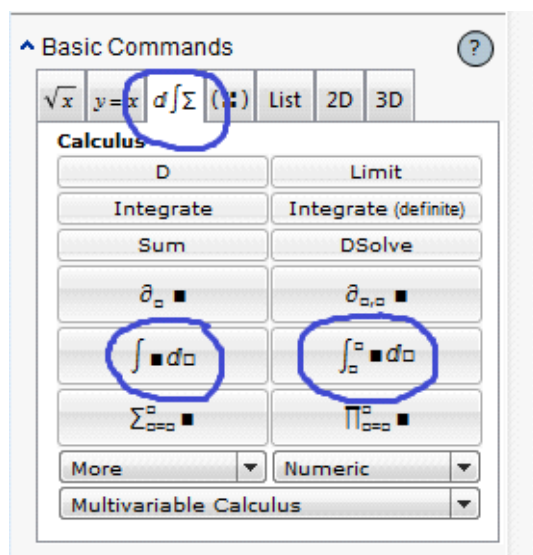 Basic Commands ?
√x y=x d∫Σ (⁝⁝) List 2D 3D
Calculus
D Limit
Integrate Integrate (definite)
Sum DSolve
∂□ ■ ∂□,□ ■
∫■d□ ∫□□■d□
Σ□□=□ ■ Π□□=□ ■
More Numeric
Multivariable Calculus